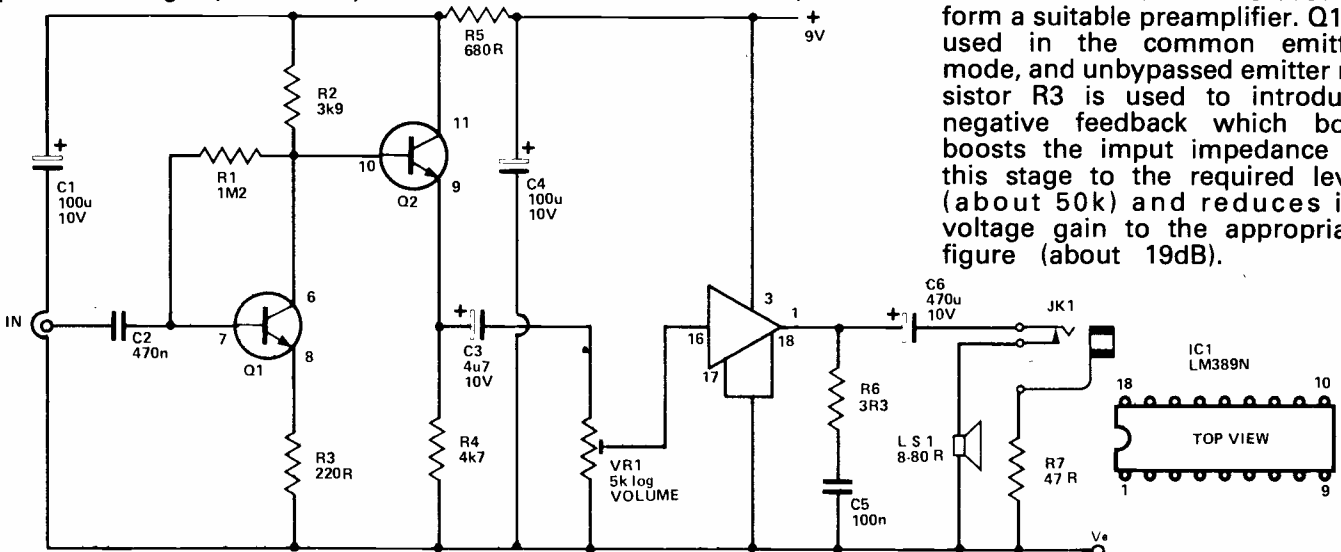 R5
680R
+
9V
R2
3k9
11
10
9
Q2
+
C1
100u
10V
R1
1M2
+
C4
100u
10V
IN
C2
470n
7
6
8
Q1
+
C3
4u7
10V
R3
220R
R4
4k7
VR1
5k log
VOLUME
16
17
3
1
18
C6
470u
10V
+
R6
3R3
C5
100n
JK1
L S 1
8-80 R
R7
47 R
Ve
IC1
LM389N
18
10
TOP VIEW
1
9
form a suitable preamplifier. Q1
used in the common emitt
mode, and unbypassed emitter r
sistor R3 is used to introdu
negative feedback which bo
boosts the imput impedance
this stage to the required lev
(about 50k) and reduces i
voltage gain to the appropria
figure (about 19dB).